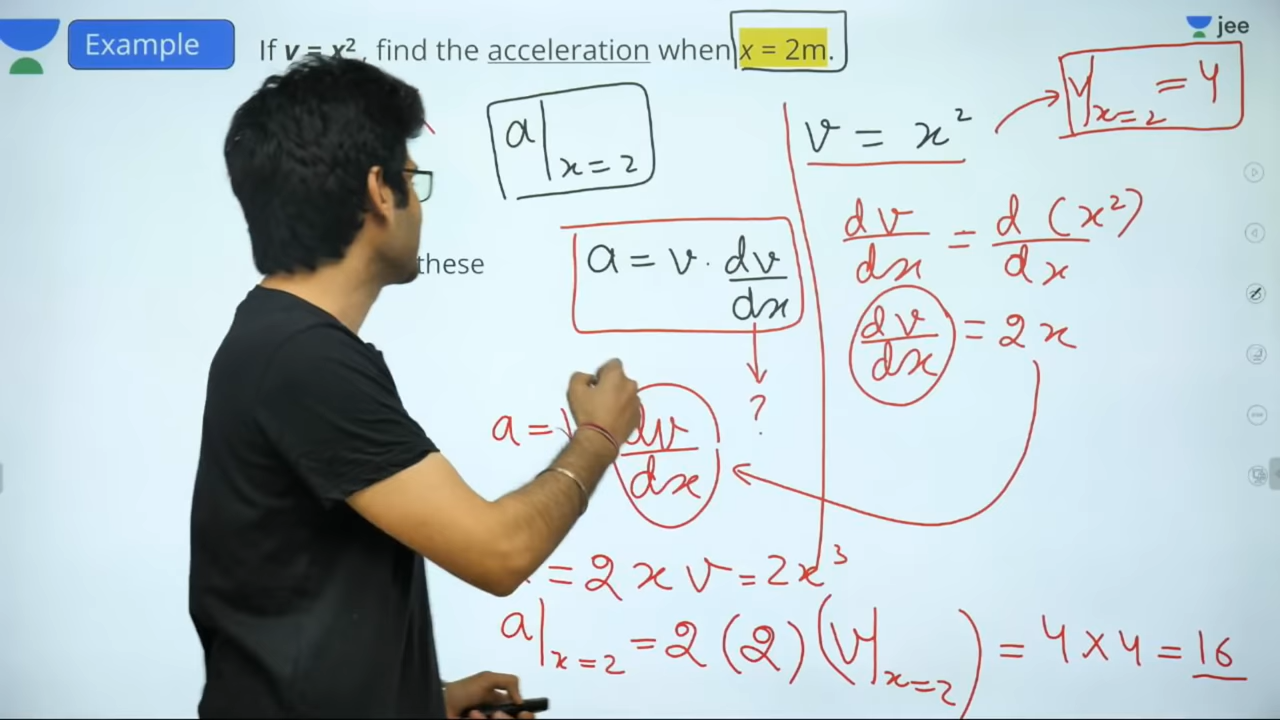 Example
If v = x², find the acceleration when x = 2m.
jee
a|x=2
v = x²
v|x=2 = 4
a = v · dv/dx
dv/dx = d(x²)/dx
these
dv/dx = 2x
?
a = v dv/dx
= 2xv = 2x³
a|x=2 = 2(2)(v|x=2) = 4×4 = 16